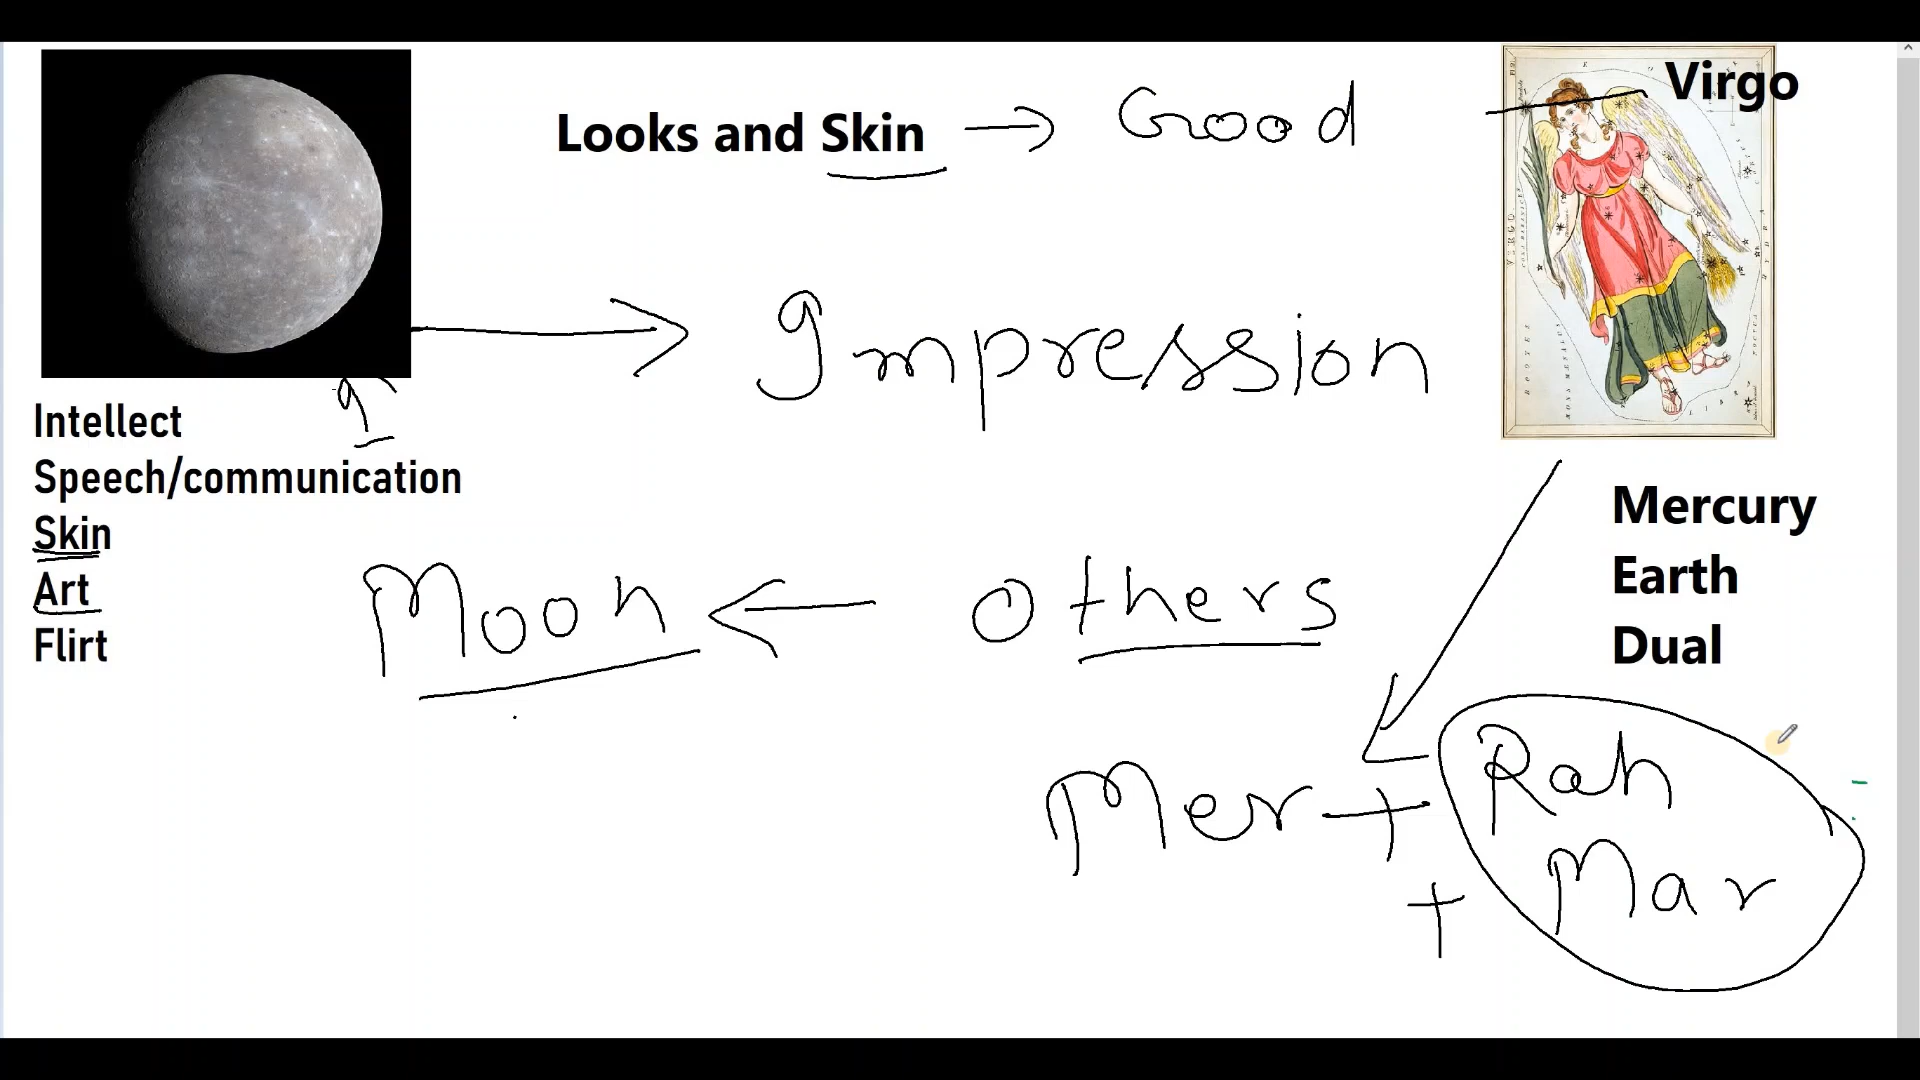 Looks and Skin → Good
Virgo
Impression
Intellect
Speech/communication
Skin
Art
Flirt
Moon ← Others
Mercury
Earth
Dual
Mer + Rah
+ Mar